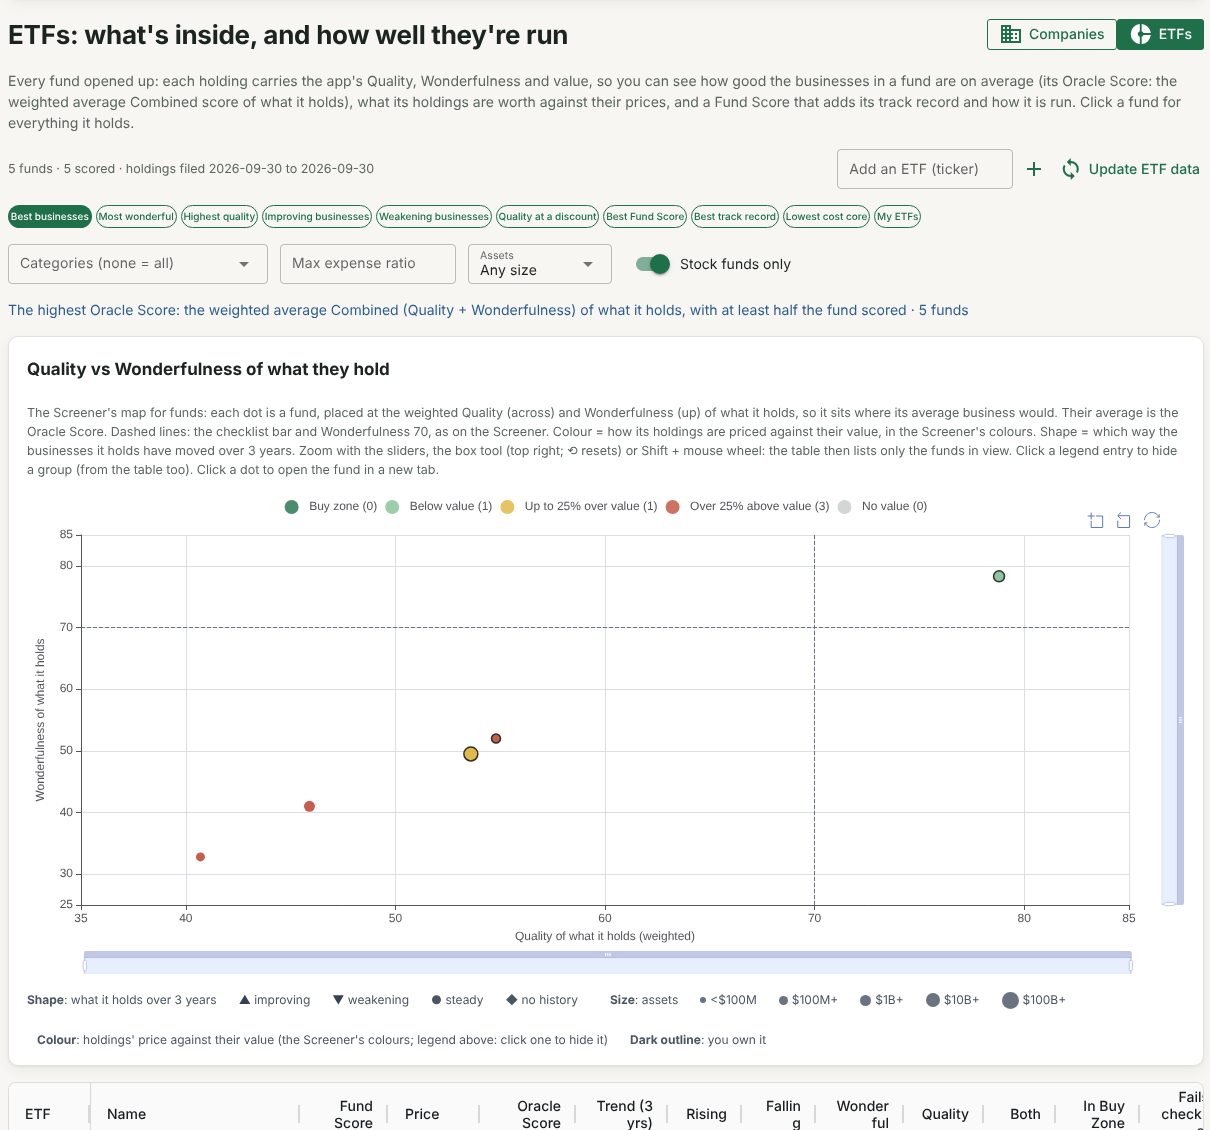 ETFs: what's inside, and how well they're run
Companies
ETFs
Every fund opened up: each holding carries the app's Quality, Wonderfulness and value, so you can see how good the businesses in a fund are on average (its Oracle Score: the
weighted average Combined score of what it holds), what its holdings are worth against their prices, and a Fund Score that adds its track record and how it is run. Click a fund for
everything it holds.
5 funds · 5 scored · holdings filed 2026-09-30 to 2026-09-30
Add an ETF (ticker)
Update ETF data
Best businesses
Most wonderful
Highest quality
Improving businesses
Weakening businesses
Quality at a discount
Best Fund Score
Best track record
Lowest cost core
My ETFs
Categories (none = all)
Max expense ratio
Assets
Any size
Stock funds only
The highest Oracle Score: the weighted average Combined (Quality + Wonderfulness) of what it holds, with at least half the fund scored · 5 funds
Quality vs Wonderfulness of what they hold
The Screener's map for funds: each dot is a fund, placed at the weighted Quality (across) and Wonderfulness (up) of what it holds, so it sits where its average business would. Their average is the
Oracle Score. Dashed lines: the checklist bar and Wonderfulness 70, as on the Screener. Colour = how its holdings are priced against their value, in the Screener's colours. Shape = which way the
businesses it holds have moved over 3 years. Zoom with the sliders, the box tool (top right; ⟲ resets) or Shift + mouse wheel: the table then lists only the funds in view. Click a legend entry to hide
a group (from the table too). Click a dot to open the fund in a new tab.
Buy zone (0)
Below value (1)
Up to 25% over value (1)
Over 25% above value (3)
No value (0)
85
80
70
60
50
40
30
25
Wonderfulness of what it holds
35
40
50
60
70
80
85
Quality of what it holds (weighted)
Shape: what it holds over 3 years
improving
weakening
steady
no history
Size: assets
<$100M
$100M+
$1B+
$10B+
$100B+
Colour: holdings' price against their value (the Screener's colours; legend above: click one to hide it)
Dark outline: you own it
ETF
Name
Fund
Score
Price
Oracle
Score
Trend (3
yrs)
Rising
Fallin
g
Wonder
ful
Quality
Both
In Buy
Zone
Fails
check